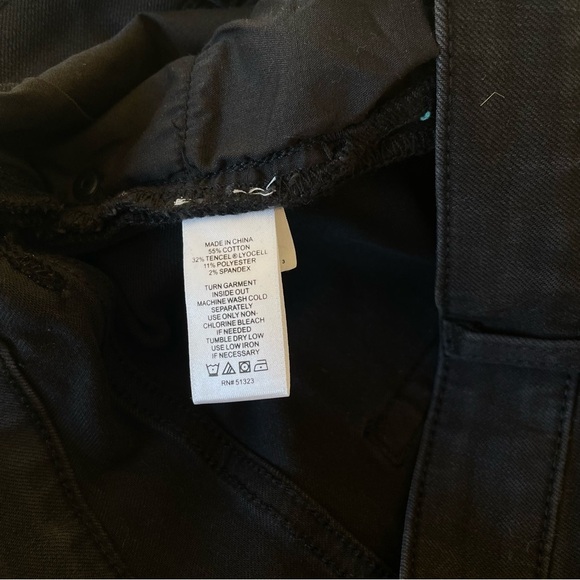 MADE IN CHINA
55% COTTON
32% TENCEL ® LYOCELL
11% POLYESTER
2% SPANDEX
TURN GARMENT
INSIDE OUT
MACHINE WASH COLD
SEPARATELY
USE ONLY NON-
CHLORINE BLEACH
IF NEEDED
TUMBLE DRY LOW
USE LOW IRON
IF NECESSARY
RN# 51323
3